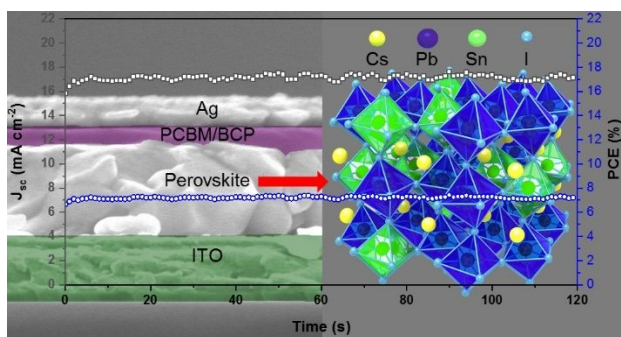 22
20
18
16
14
12
10
8
6
4
2
0
J_sc (mA cm⁻²)
Ag
PCBM/BCP
Perovskite
ITO
Cs Pb Sn I
22
20
18
16
14
12
10
8
6
4
2
0
PCE (%)
0 20 40 60 80 100 120
Time (s)